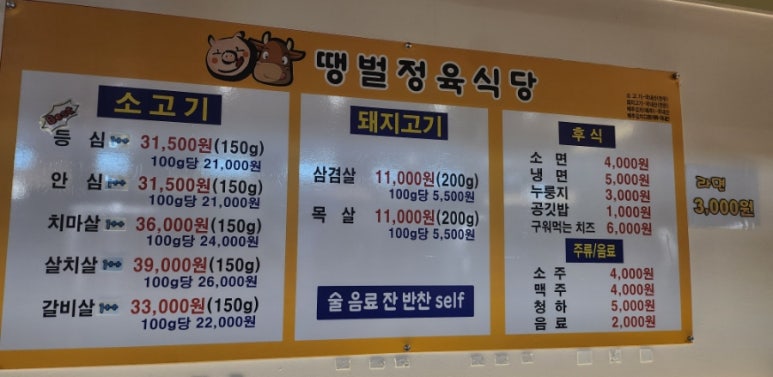 땡벌정육식당
소고기
Best
등심 31,500원(150g)
100g당 21,000원
안심 31,500원(150g)
100g당 21,000원
치마살 36,000원(150g)
100g당 24,000원
살치살 39,000원(150g)
100g당 26,000원
갈비살 33,000원(150g)
100g당 22,000원
돼지고기
삼겹살 11,000원(200g)
100g당 5,500원
목살 11,000원(200g)
100g당 5,500원
술 음료 잔 반찬 self
후식
소면 4,000원
냉면 5,000원
누룽지 3,000원
공깃밥 1,000원
구워먹는 치즈 6,000원
주류/음료
소주 4,000원
맥주 4,000원
청하 5,000원
음료 2,000원
라면
3,000원